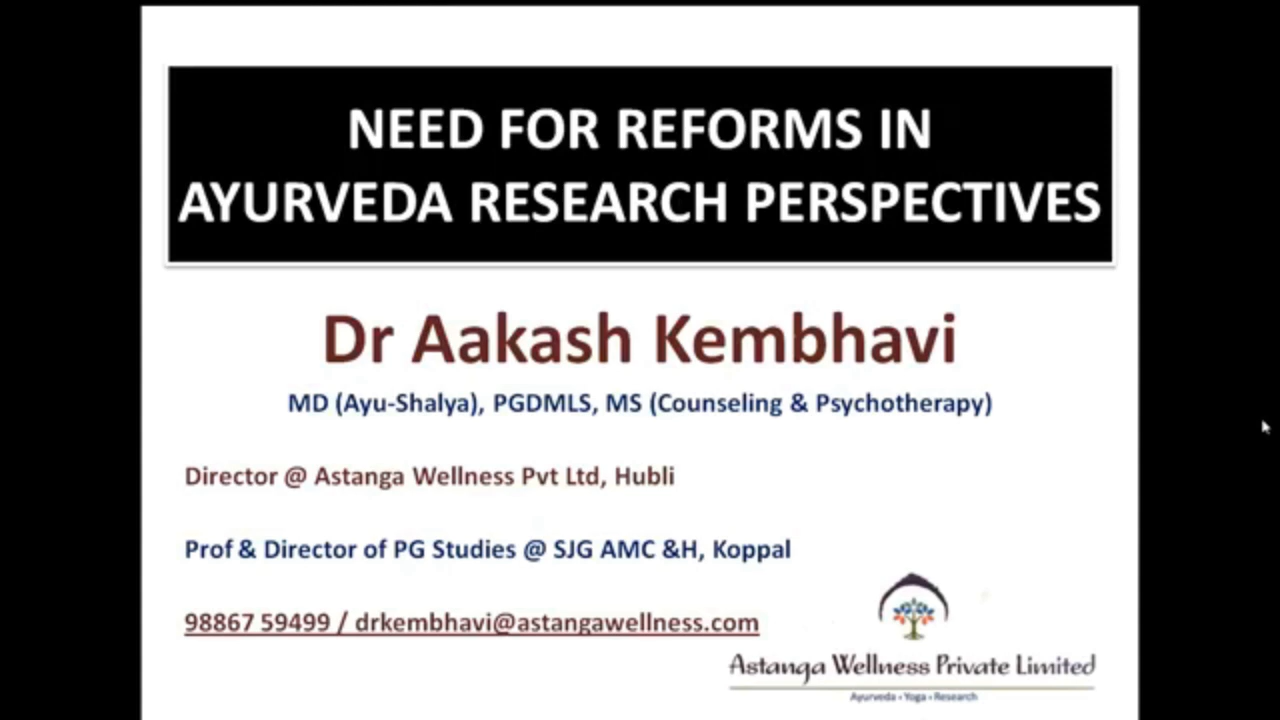 NEED FOR REFORMS IN
AYURVEDA RESEARCH PERSPECTIVES
Dr Aakash Kembhavi
MD (Ayu-Shalya), PGDMLS, MS (Counseling & Psychotherapy)
Director @ Astanga Wellness Pvt Ltd, Hubli
Prof & Director of PG Studies @ SJG AMC &H, Koppal
98867 59499 / drkembhavi@astangawellness.com
Astanga Wellness Private Limited
Ayurveda • Yoga • Research